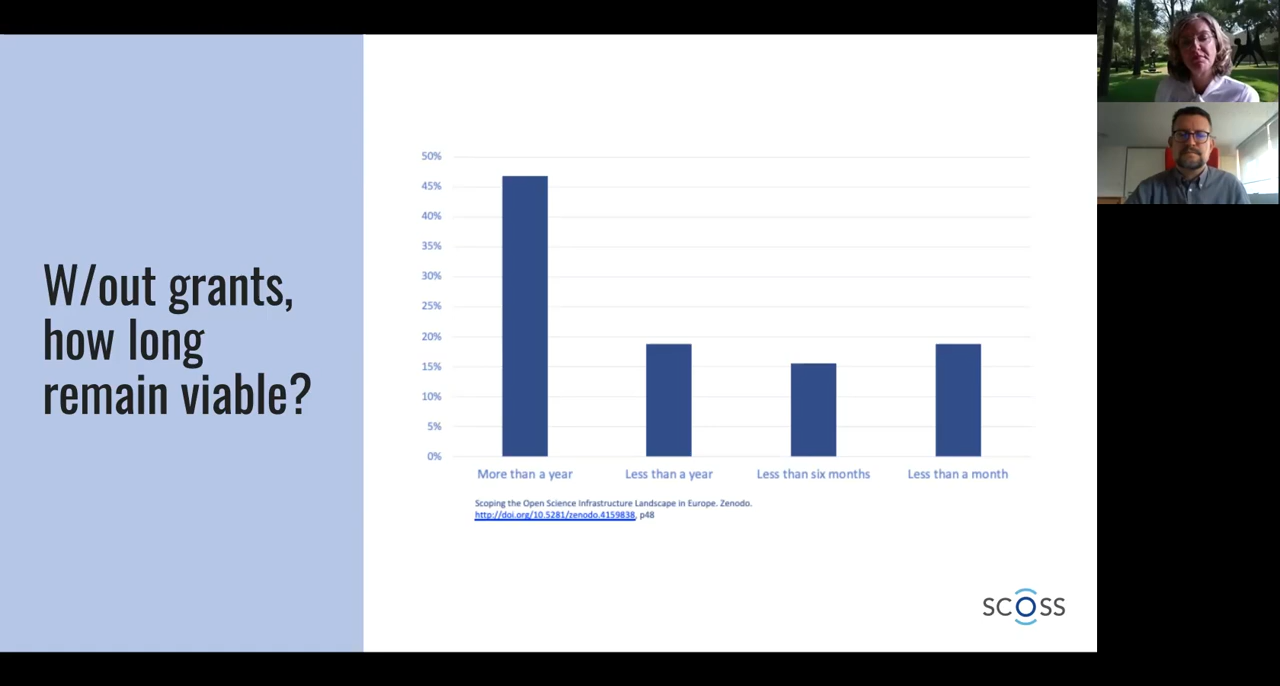 W/out grants,
how long
remain viable?
50%
45%
40%
35%
30%
25%
20%
15%
10%
5%
0%
More than a year
Less than a year
Less than six months
Less than a month
Scoping the Open Science Infrastructure Landscape in Europe. Zenodo.
http://doi.org/10.5281/zenodo.4159838, p48
SCOSS